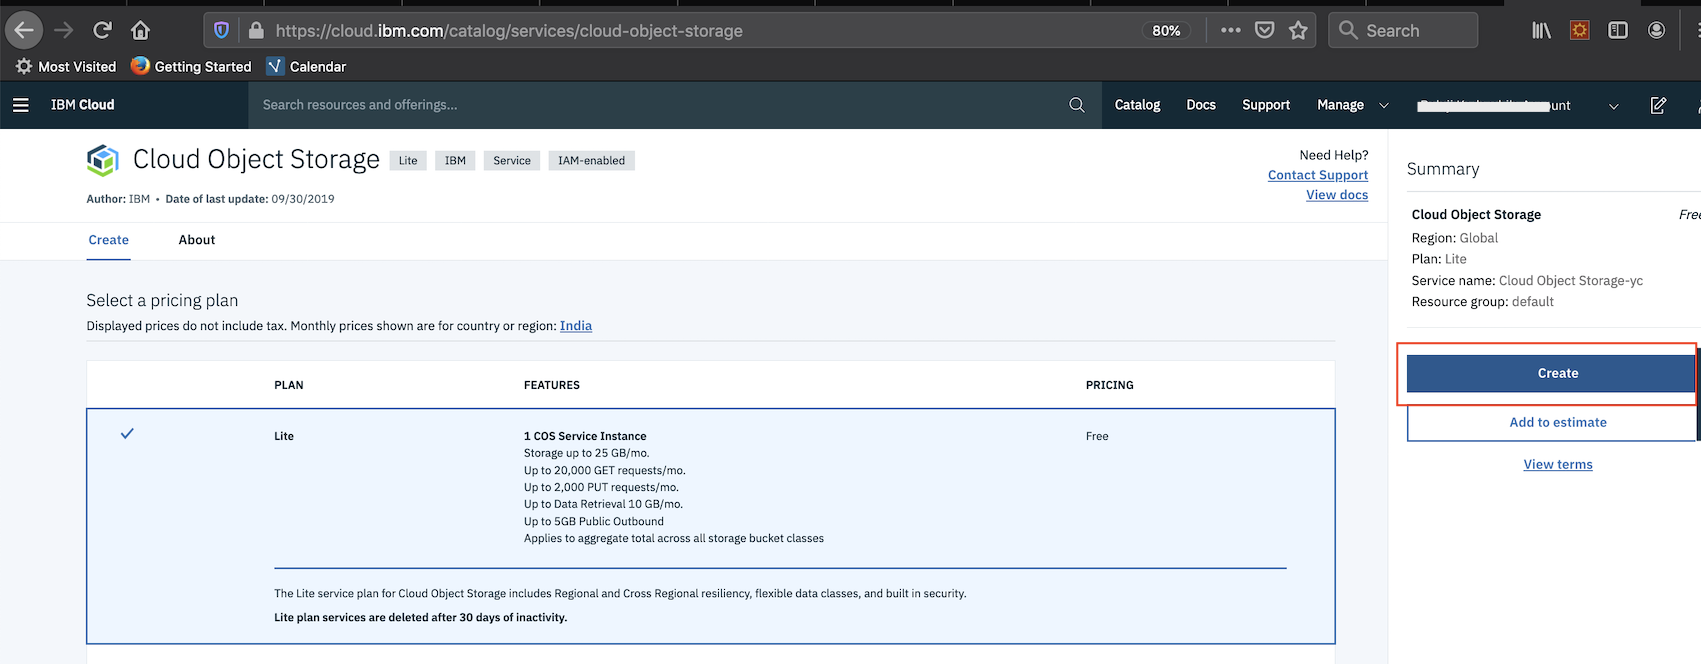 https://cloud.ibm.com/catalog/services/cloud-object-storage
80%
Search
Most Visited
Getting Started
Calendar
IBM Cloud
Search resources and offerings...
Catalog
Docs
Support
Manage
Cloud Object Storage
Lite
IBM
Service
IAM-enabled
Author: IBM • Date of last update: 09/30/2019
Need Help?
Contact Support
View docs
Create
About
Select a pricing plan
Displayed prices do not include tax. Monthly prices shown are for country or region: India
PLAN
FEATURES
PRICING
Lite
1 COS Service Instance
Free
Storage up to 25 GB/mo.
Up to 20,000 GET requests/mo.
Up to 2,000 PUT requests/mo.
Up to Data Retrieval 10 GB/mo.
Up to 5GB Public Outbound
Applies to aggregate total across all storage bucket classes
The Lite service plan for Cloud Object Storage includes Regional and Cross Regional resiliency, flexible data classes, and built in security.
Lite plan services are deleted after 30 days of inactivity.
Summary
Cloud Object Storage
Region: Global
Plan: Lite
Service name: Cloud Object Storage-yc
Resource group: default
Create
Add to estimate
View terms